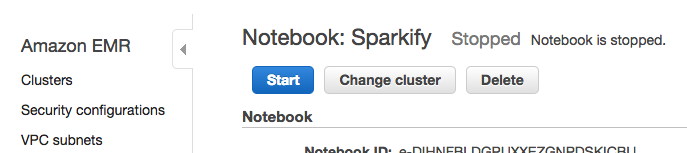 Amazon EMR
Clusters
Security configurations
VPC subnets
Notebook: Sparkify Stopped Notebook is stopped.
Start Change cluster Delete
Notebook
Notebook ID: